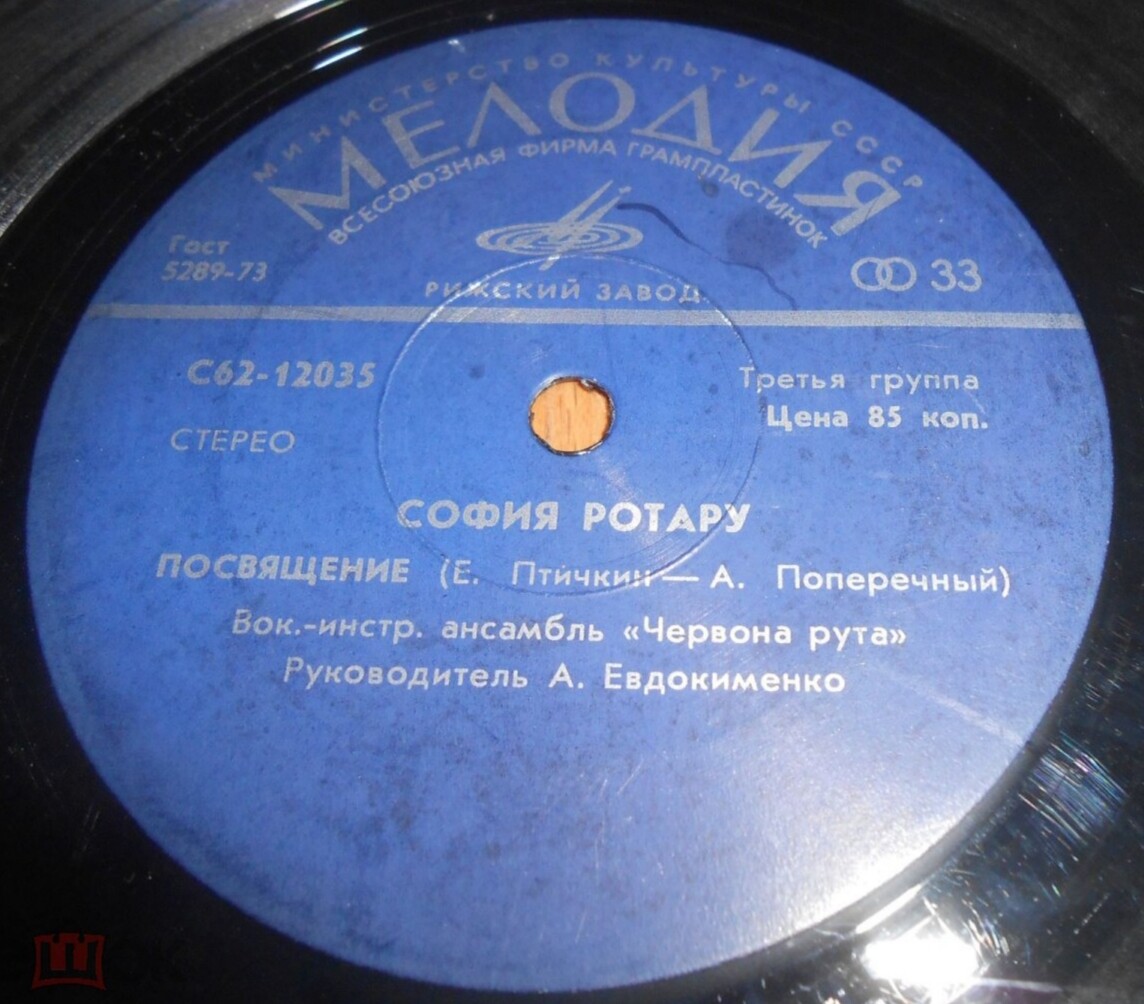 МИНИСТЕРСТВО КУЛЬТУРЫ СССР
МЕЛОДИЯ
ВСЕСОЮЗНАЯ ФИРМА ГРАМПЛАСТИНОК
Гост
5289-73
РИЖСКИЙ ЗАВОД
33
С62-12035
Третья группа
Цена 85 коп.
СТЕРЕО
СОФИЯ РОТАРУ
ПОСВЯЩЕНИЕ (Е. Птичкин — А. Поперечный)
Вок.-инстр. ансамбль «Червона рута»
Руководитель А. Евдокименко